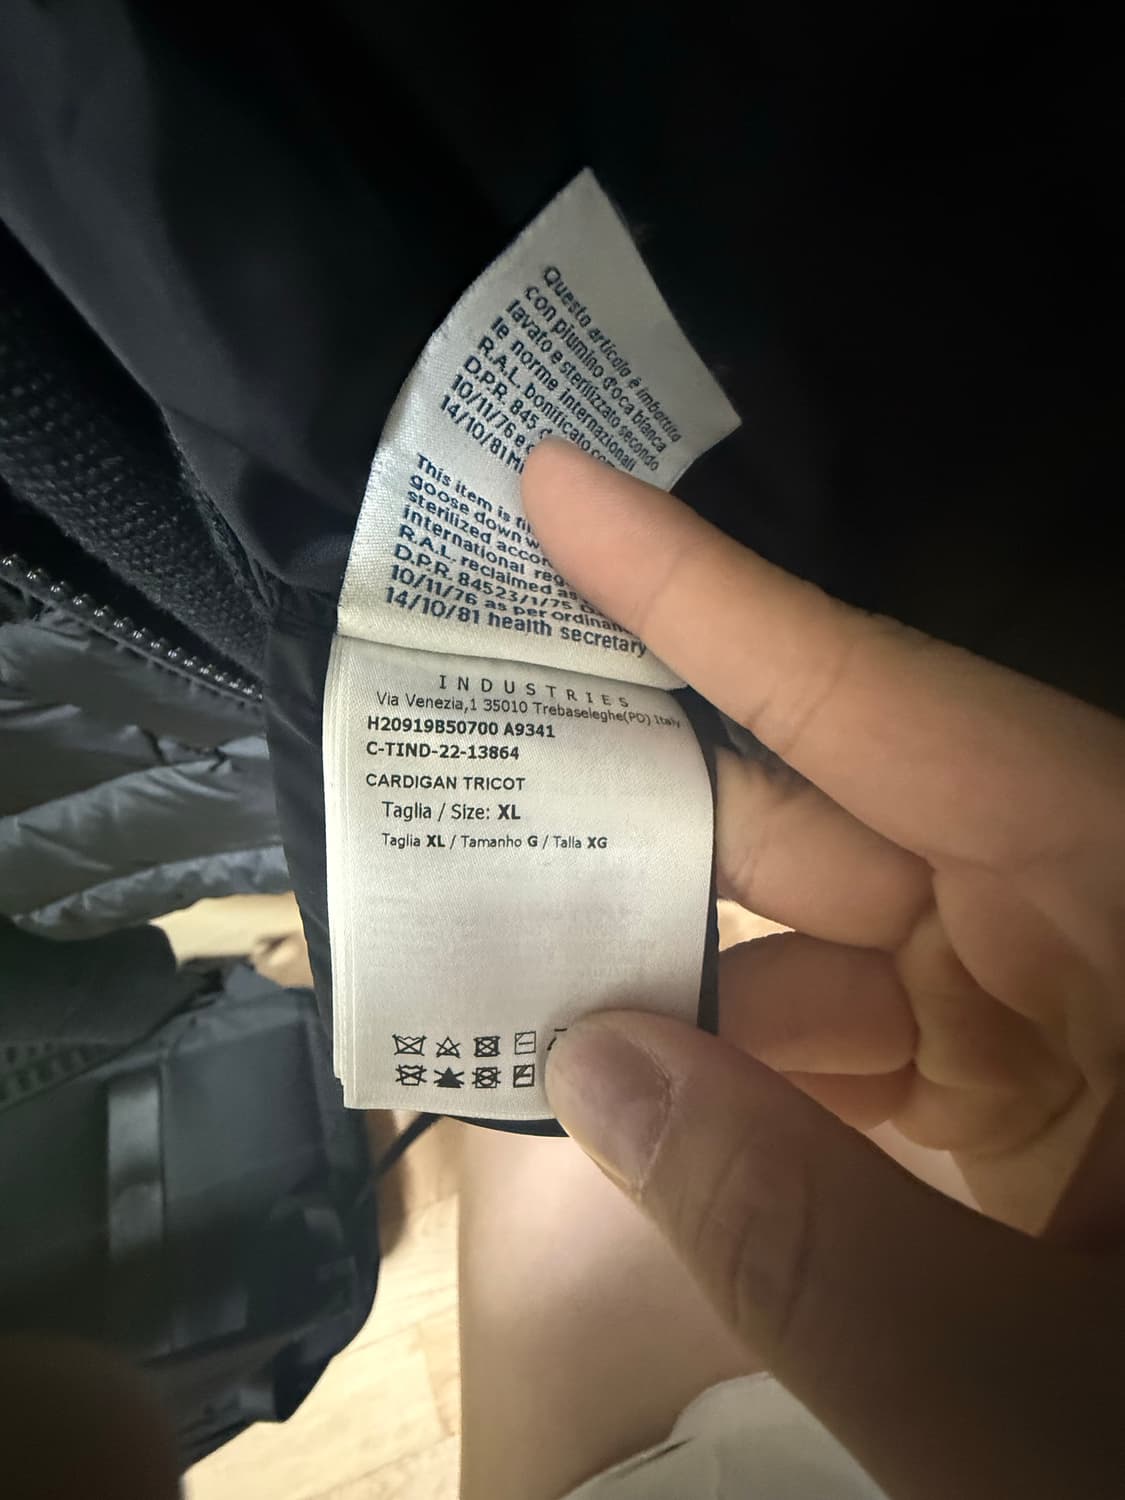 Questo articolo è imbottito
con piumino d'oca bianca
lavato e sterilizzato secondo
le norme internazionali
R.A.L. bonificato
D.P.R. 845
10/11/76 e
14/10/81
This item is
goose down
sterilized
international
R.A.L. reclaimed as
D.P.R. 84523/1/75
10/11/76 as per
14/10/81 health secretary
INDUSTRIES
Via Venezia,1 35010 Trebaseleghe(PD) Italy
H20919B50700 A9341
C-TIND-22-13864
CARDIGAN TRICOT
Taglia / Size: XL
Taglia XL / Tamanho G / Talla XG